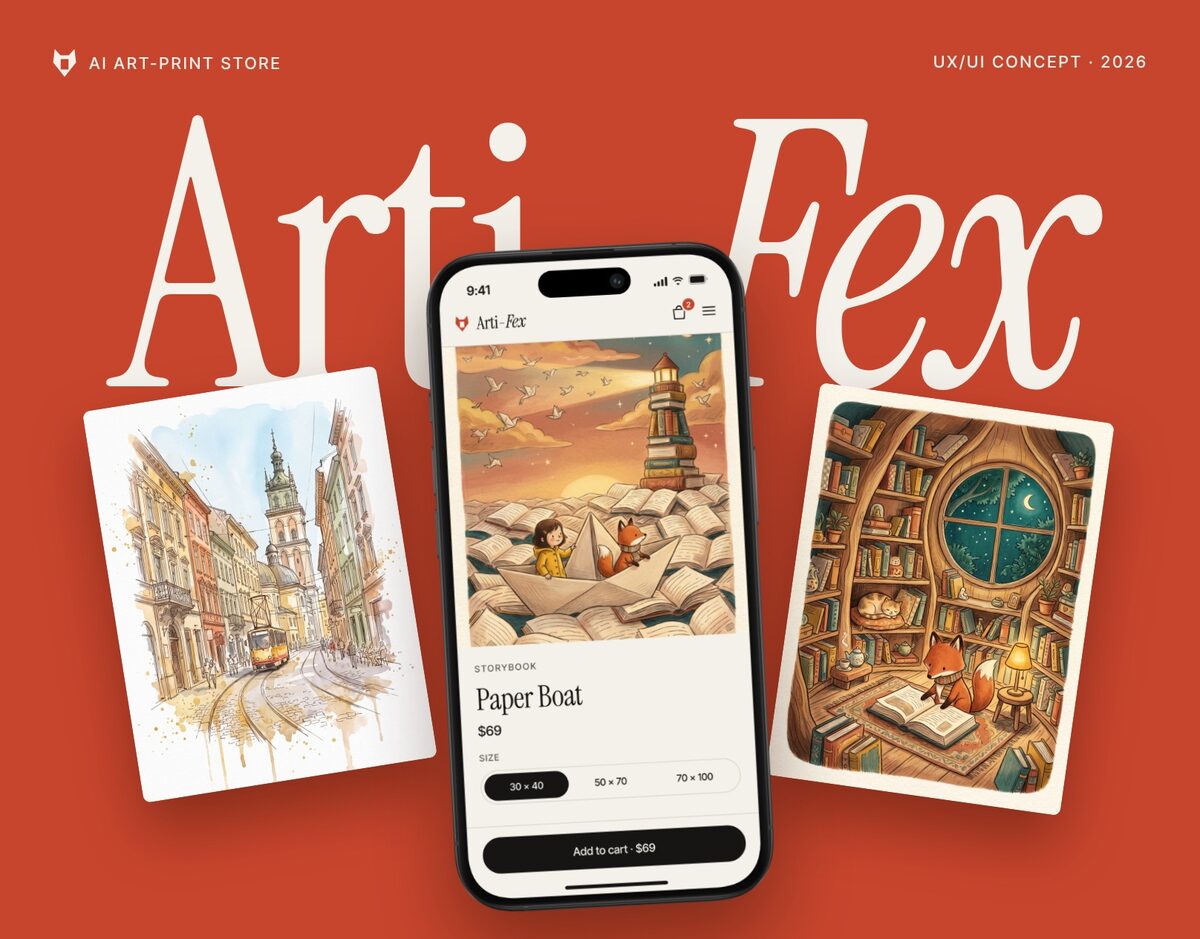 AI ART-PRINT STORE
UX/UI CONCEPT · 2026
Arti-Fex
9:41
Arti-Fex
2
STORYBOOK
Paper Boat
$69
SIZE
30 × 40
50 × 70
70 × 100
Add to cart · $69